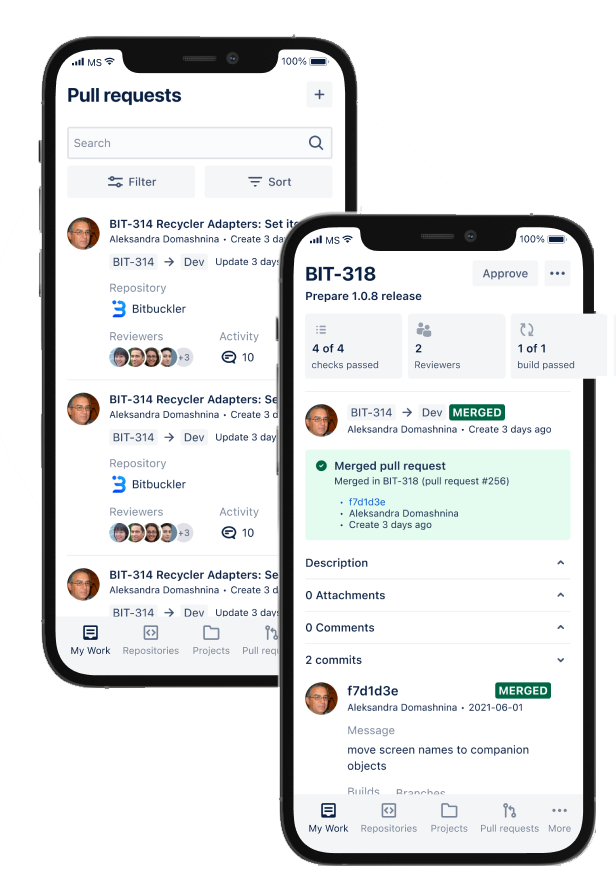 MS
100%
Pull requests
+
Search
Filter
Sort
BIT-314 Recycler Adapters: Set
Aleksandra Domashnina • Create 3
BIT-314 → Dev Update 3 days
Repository
Bitbuckler
Reviewers Activity
+3 10
BIT-314 Recycler Adapters: Se
Aleksandra Domashnina • Create 3
BIT-314 → Dev Update 3 day
Repository
Bitbuckler
Reviewers Activity
+3 10
BIT-314 Recycler Adapters: Se
Aleksandra Domashnina • Create 3
BIT-314 → Dev Update 3 days
My Work Repositories Projects Pull
MS
100%
BIT-318
Approve
Prepare 1.0.8 release
4 of 4
checks passed
2
Reviewers
1 of 1
build passed
BIT-314 → Dev MERGED
Aleksandra Domashnina • Create 3 days ago
Merged pull request
Merged in BIT-318 (pull request #256)
• f7d1d3e
• Aleksandra Domashnina
• Create 3 days ago
Description
0 Attachments
0 Comments
2 commits
f7d1d3e MERGED
Aleksandra Domashnina • 2021-06-01
Message
move screen names to companion
objects
Builds Branches
My Work Repositories Projects Pull requests More